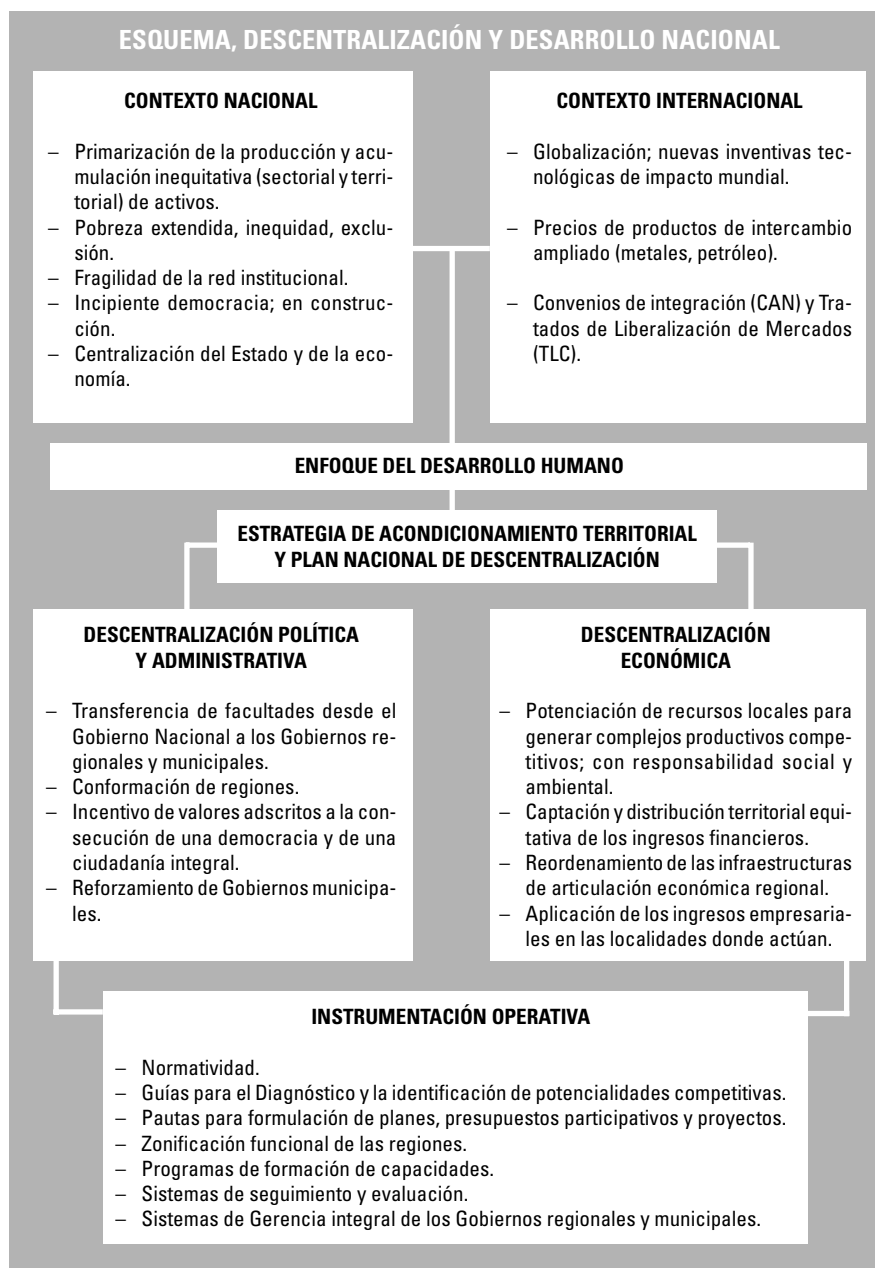 ESQUEMA, DESCENTRALIZACIÓN Y DESARROLLO NACIONAL
CONTEXTO NACIONAL
– Primarización de la producción y acu-
mulación inequitativa (sectorial y terri-
torial) de activos.
– Pobreza extendida, inequidad, exclu-
sión.
– Fragilidad de la red institucional.
– Incipiente democracia; en construc-
ción.
– Centralización del Estado y de la eco-
nomía.
CONTEXTO INTERNACIONAL
– Globalización; nuevas inventivas tec-
nológicas de impacto mundial.
– Precios de productos de intercambio
ampliado (metales, petróleo).
– Convenios de integración (CAN) y Tra-
tados de Liberalización de Mercados
(TLC).
ENFOQUE DEL DESARROLLO HUMANO
ESTRATEGIA DE ACONDICIONAMIENTO TERRITORIAL
Y PLAN NACIONAL DE DESCENTRALIZACIÓN
DESCENTRALIZACIÓN POLÍTICA
Y ADMINISTRATIVA
– Transferencia de facultades desde el
Gobierno Nacional a los Gobiernos re-
gionales y municipales.
– Conformación de regiones.
– Incentivo de valores adscritos a la con-
secución de una democracia y de una
ciudadanía integral.
– Reforzamiento de Gobiernos municipa-
les.
DESCENTRALIZACIÓN
ECONÓMICA
– Potenciación de recursos locales para
generar complejos productivos compe-
titivos; con responsabilidad social y
ambiental.
– Captación y distribución territorial equi-
tativa de los ingresos financieros.
– Reordenamiento de las infraestructuras
de articulación económica regional.
– Aplicación de los ingresos empresaria-
les en las localidades donde actúan.
INSTRUMENTACIÓN OPERATIVA
– Normatividad.
– Guías para el Diagnóstico y la identificación de potencialidades competitivas.
– Pautas para formulación de planes, presupuestos participativos y proyectos.
– Zonificación funcional de las regiones.
– Programas de formación de capacidades.
– Sistemas de seguimiento y evaluación.
– Sistemas de Gerencia integral de los Gobiernos regionales y municipales.